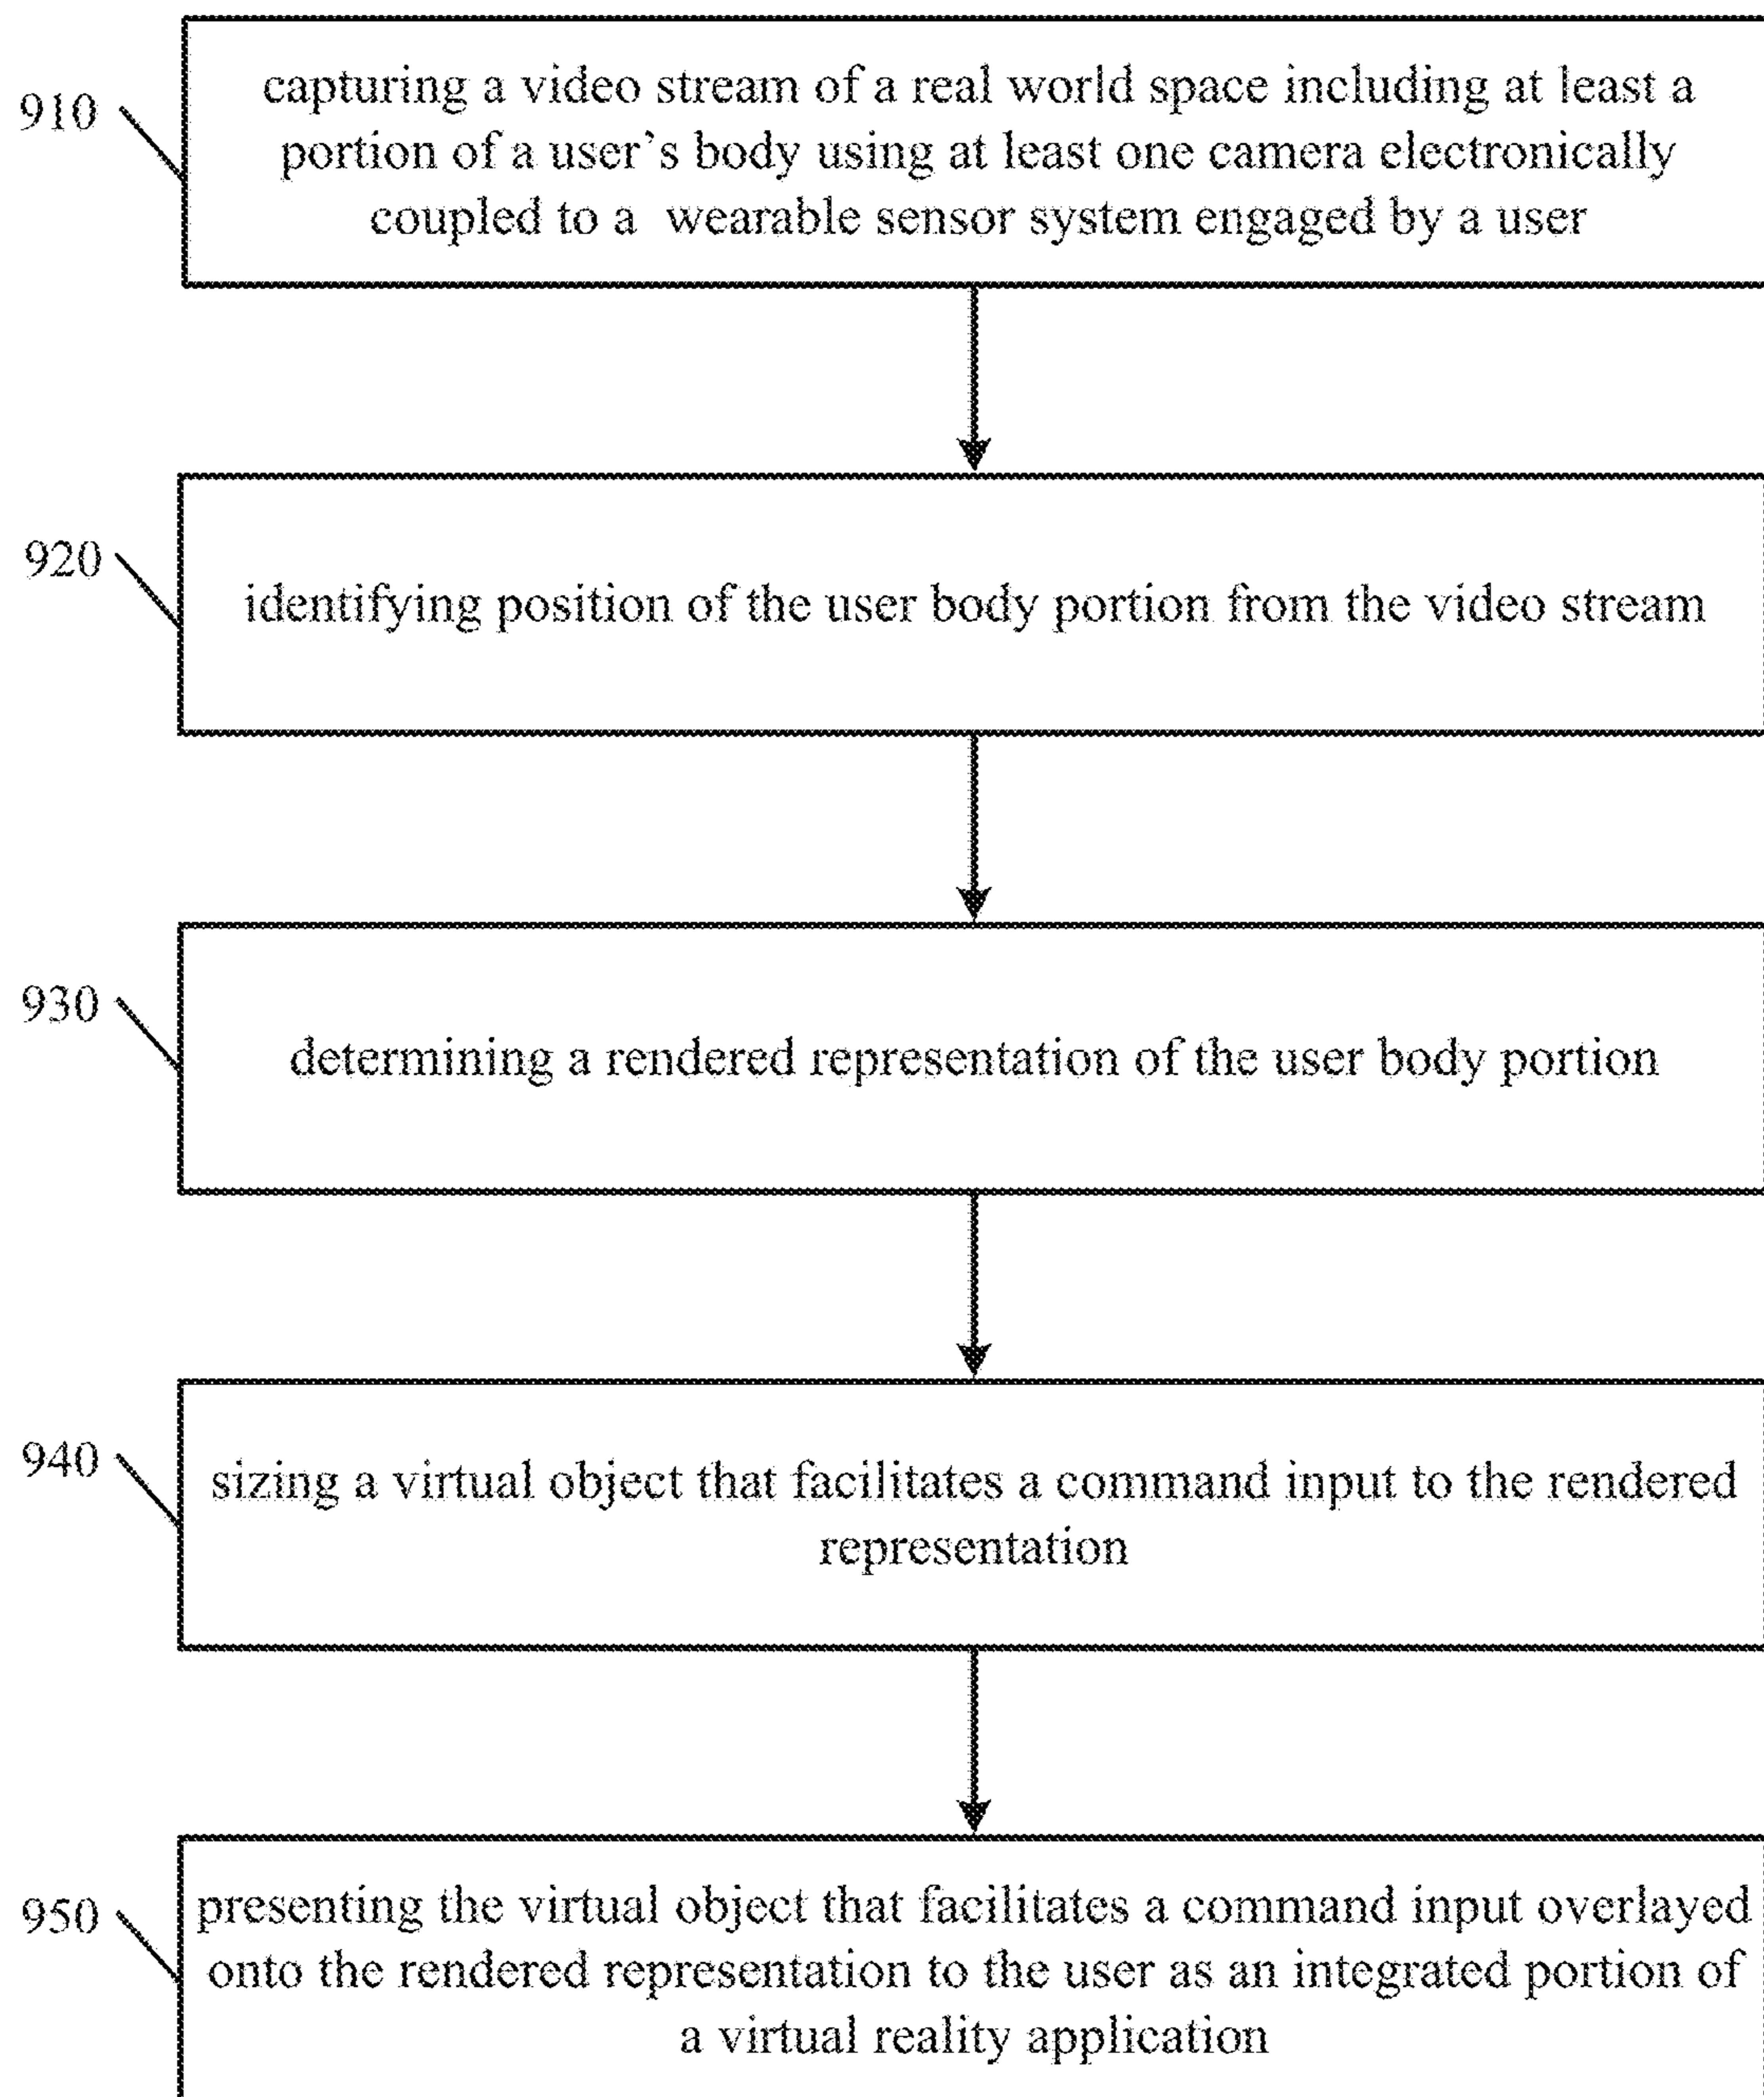 910
capturing a video stream of a real world space including at least a
portion of a user's body using at least one camera electronically
coupled to a wearable sensor system engaged by a user
920
identifying position of the user body portion from the video stream
930
determining a rendered representation of the user body portion
940
sizing a virtual object that facilitates a command input to the rendered
representation
950
presenting the virtual object that facilitates a command input overlayed
onto the rendered representation to the user as an integrated portion of
a virtual reality application